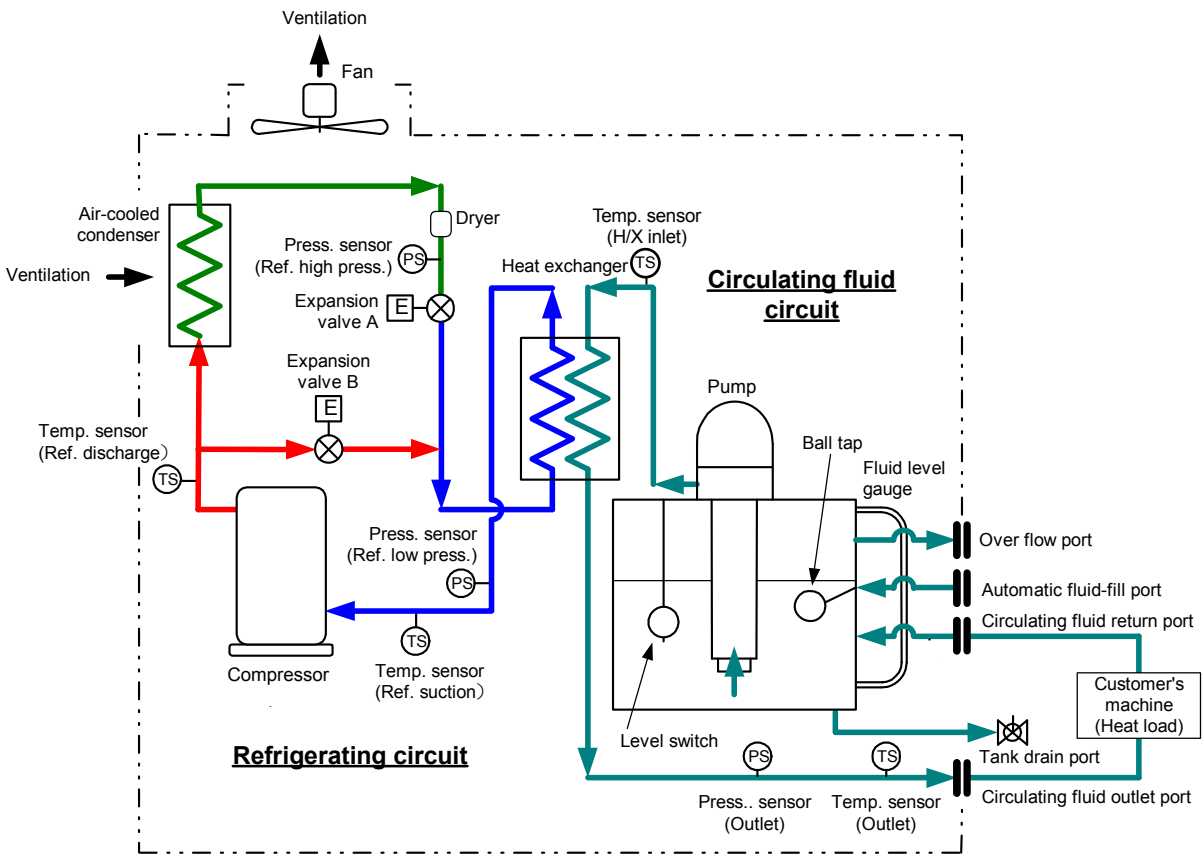 Ventilation
Fan
Air-cooled
condenser
Ventilation
Dryer
Press. sensor
(Ref. high press.)
PS
Expansion
valve A
E
Expansion
valve B
E
Temp. sensor
(Ref. discharge)
TS
Temp. sensor
(H/X inlet)
TS
Heat exchanger
Circulating fluid
circuit
Pump
Ball tap
Fluid level
gauge
Press. sensor
(Ref. low press.)
PS
TS
Temp. sensor
(Ref. suction)
Compressor
Refrigerating circuit
Level switch
Over flow port
Automatic fluid-fill port
Circulating fluid return port
Customer's
machine
(Heat load)
Tank drain port
PS
Press.. sensor
(Outlet)
TS
Temp. sensor
(Outlet)
Circulating fluid outlet port